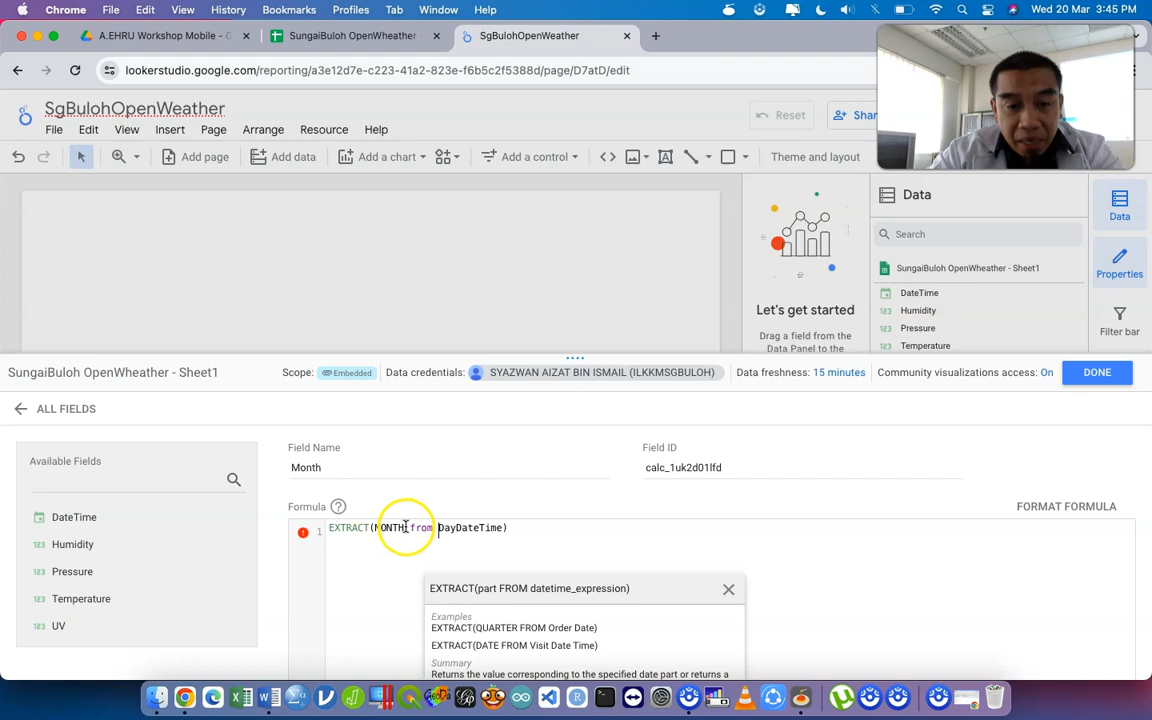 Chrome File Edit View History Bookmarks Profiles Tab Window Help Wed 20 Mar 3:45 PM
A.EHRU Workshop Mobile - G
SungaiBuloh OpenWheather -
SgBulohOpenWeather
lookerstudio.google.com/reporting/a3e12d7e-c223-41a2-823e-f6b5c2f5388d/page/D7atD/edit
SgBulohOpenWeather
Reset
Shar
File Edit View Insert Page Arrange Resource Help
Add page Add data Add a chart Add a control Theme and layout
Data
Search
SungaiBuloh OpenWheather - Sheet1
DateTime
Humidity
Pressure
Temperature
Data
Properties
Filter bar
Let's get started
Drag a field from the
Data Panel to the
SungaiBuloh OpenWheather - Sheet1
Scope: Embedded
Data credentials: SYAZWAN AIZAT BIN ISMAIL (ILKKMSGBULOH)
Data freshness: 15 minutes
Community visualizations access: On
DONE
ALL FIELDS
Available Fields
DateTime
Humidity
Pressure
Temperature
UV
Field Name
Month
Field ID
calc_1uk2d01lfd
Formula
FORMAT FORMULA
1 EXTRACT(MONTH from DayDateTime)
EXTRACT(part FROM datetime_expression)
Examples
EXTRACT(QUARTER FROM Order Date)
EXTRACT(DATE FROM Visit Date Time)
Summary
Returns the value corresponding to the specified date part or returns a